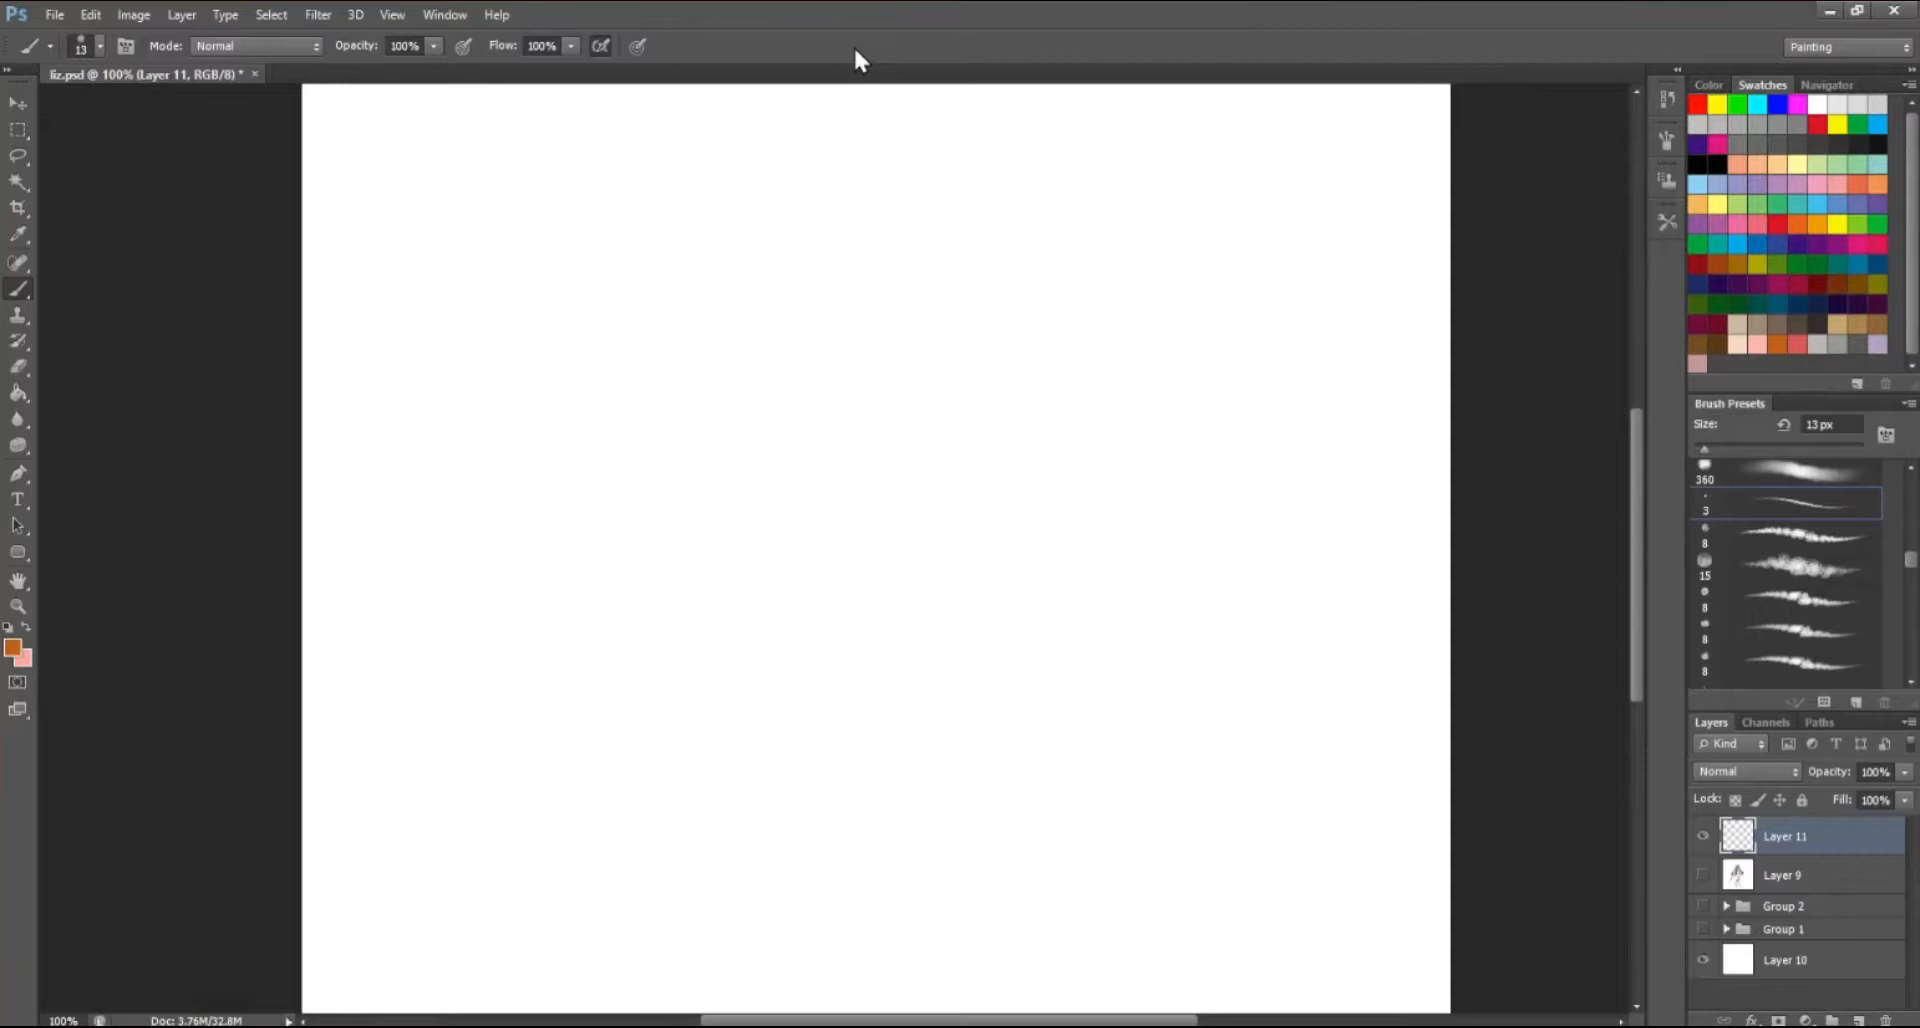 Ps File Edit Image Layer Type Select Filter 3D View Window Help
13 Mode: Normal Opacity: 100% Flow: 100% Painting
liz.psd @ 100% (Layer 11, RGB/8) * ×
Color Swatches Navigator
Brush Presets
Size: 13 px
360
3
8
15
8
8
8
Layers Channels Paths
Kind
Normal Opacity: 100%
Lock: Fill: 100%
Layer 11
Layer 9
Group 2
Group 1
Layer 10
100% Doc: 3.76M/32.8M